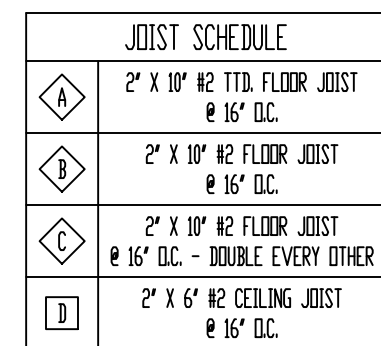 JOIST SCHEDULE
A
2" X 10" #2 TTD. FLOOR JOIST
@ 16" O.C.
B
2" X 10" #2 FLOOR JOIST
@ 16" O.C.
C
2" X 10" #2 FLOOR JOIST
@ 16" O.C. - DOUBLE EVERY OTHER
D
2" X 6" #2 CEILING JOIST
@ 16" O.C.